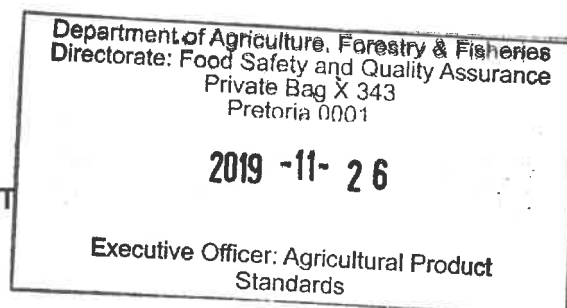 Department of Agriculture, Forestry & Fisheries
Directorate: Food Safety and Quality Assurance
Private Bag X 343
Pretoria 0001
2019 -11- 26
T
Executive Officer: Agricultural Product
Standards